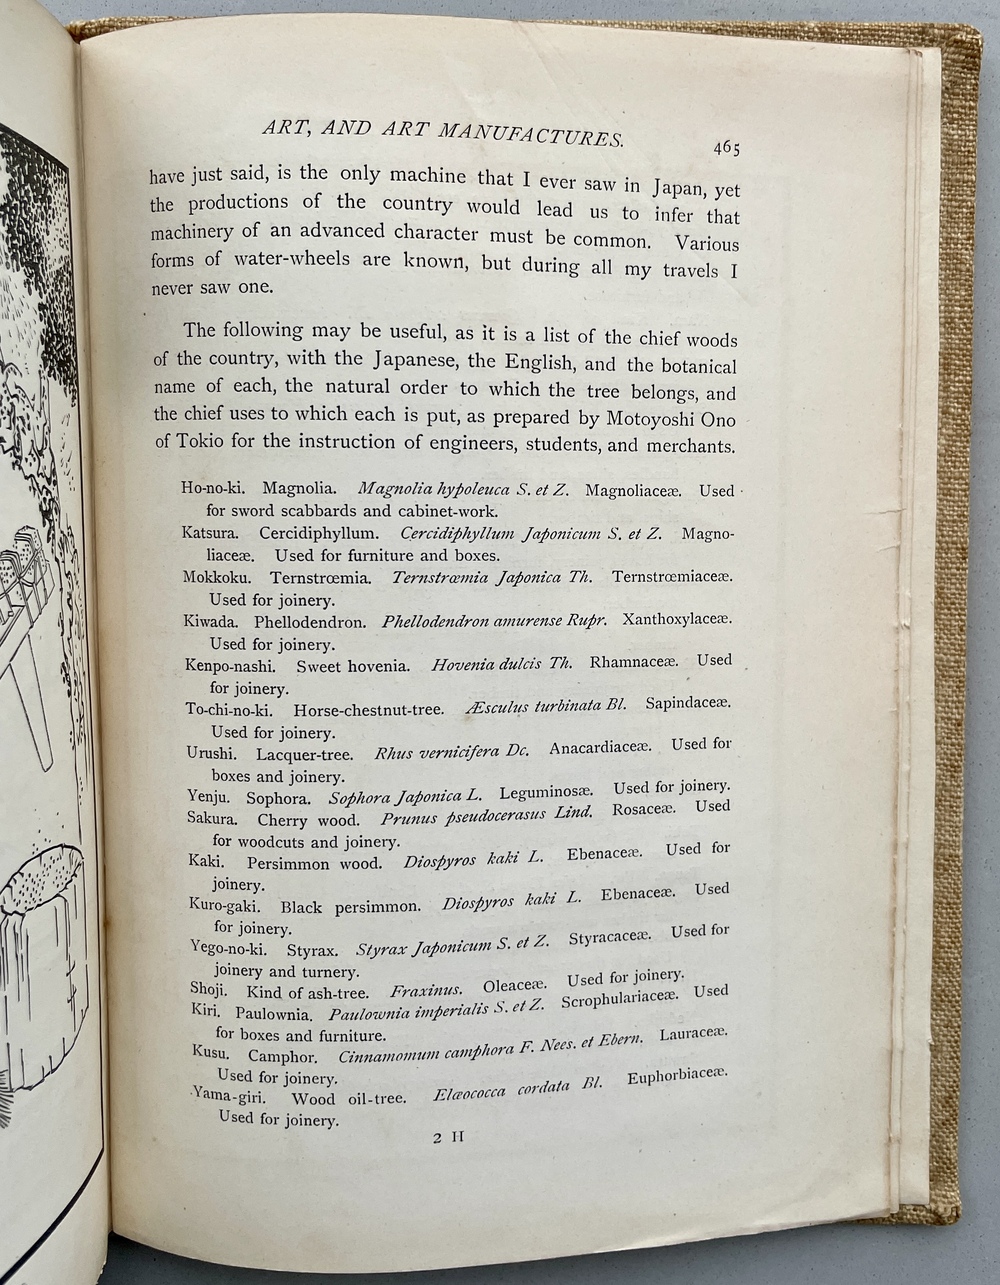 ART, AND ART MANUFACTURES.
465
have just said, is the only machine that I ever saw in Japan, yet
the productions of the country would lead us to infer that
machinery of an advanced character must be common. Various
forms of water-wheels are known, but during all my travels I
never saw one.
The following may be useful, as it is a list of the chief woods
of the country, with the Japanese, the English, and the botanical
name of each, the natural order to which the tree belongs, and
the chief uses to which each is put, as prepared by Motoyoshi Ono
of Tokio for the instruction of engineers, students, and merchants.
Ho-no-ki. Magnolia. Magnolia hypoleuca S. et Z. Magnoliaceæ. Used
for sword scabbards and cabinet-work.
Katsura. Cercidiphyllum. Cercidiphyllum Japonicum S. et Z. Magno-
liaceæ. Used for furniture and boxes.
Mokkoku. Ternstrœmia. Ternstrœmia Japonica Th. Ternstrœmiaceæ.
Used for joinery.
Kiwada. Phellodendron. Phellodendron amurense Rupr. Xanthoxylaceæ.
Used for joinery.
Kenpo-nashi. Sweet hovenia. Hovenia dulcis Th. Rhamnaceæ. Used
for joinery.
To-chi-no-ki. Horse-chestnut-tree. Æsculus turbinata Bl. Sapindaceæ.
Used for joinery.
Urushi. Lacquer-tree. Rhus vernicifera Dc. Anacardiaceæ. Used for
boxes and joinery.
Yenju. Sophora. Sophora Japonica L. Leguminosæ. Used for joinery.
Sakura. Cherry wood. Prunus pseudocerasus Lind. Rosaceæ. Used
for woodcuts and joinery.
Kaki. Persimmon wood. Diospyros kaki L. Ebenaceæ. Used for
joinery.
Kuro-gaki. Black persimmon. Diospyros kaki L. Ebenaceæ. Used
for joinery.
Yego-no-ki. Styrax. Styrax Japonicum S. et Z. Styracaceæ. Used for
joinery and turnery.
Shoji. Kind of ash-tree. Fraxinus. Oleaceæ. Used for joinery.
Kiri. Paulownia. Paulownia imperialis S. et Z. Scrophulariaceæ. Used
for boxes and furniture.
Kusu. Camphor. Cinnamomum camphora F. Nees. et Ebern. Lauraceæ.
Used for joinery.
Yama-giri. Wood oil-tree. Elæococca cordata Bl. Euphorbiaceæ.
Used for joinery.
2 H